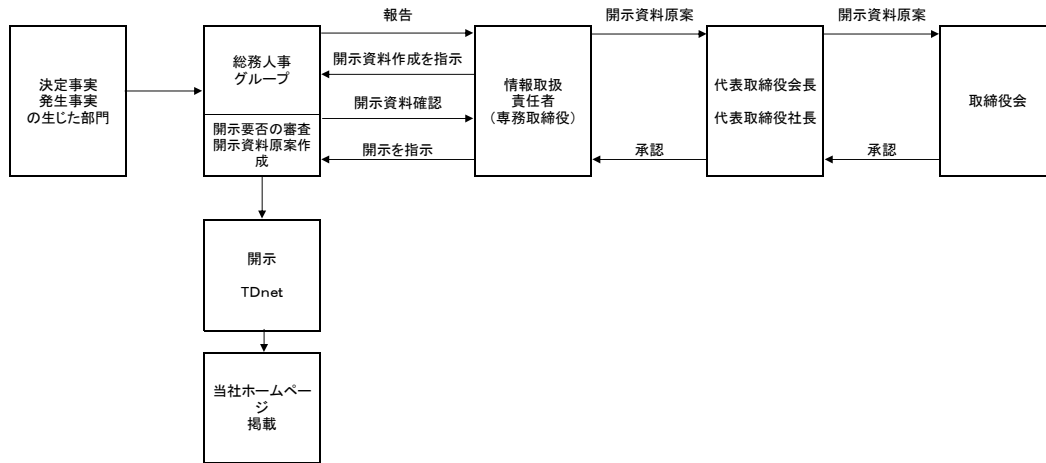 決定事実
発生事実
の生じた部門
総務人事
グループ
開示要否の審査
開示資料原案作
成
報告
開示資料作成を指示
開示資料確認
開示を指示
情報取扱
責任者
（専務取締役）
開示資料原案
承認
代表取締役会長
代表取締役社長
開示資料原案
承認
取締役会
開示
TDnet
当社ホームペー
ジ
掲載